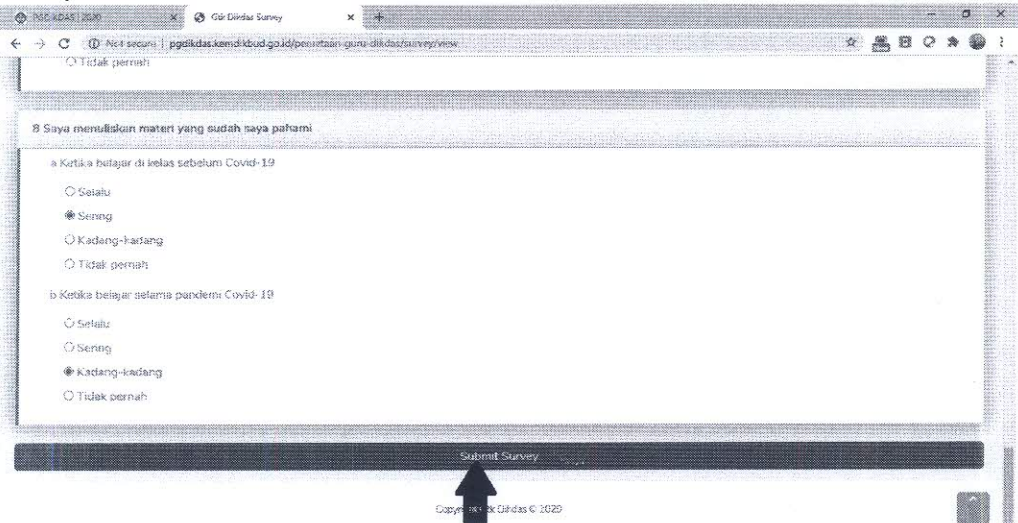 Gtk Dikdas Survey
Not secure | pgdikdas.kemdikbud.go.id/pemetaan-guru-dikdas/survey/view
Tidak pernah
8 Saya menuliskan materi yang sudah saya pahami
a Ketika belajar di kelas sebelum Covid-19
Selalu
Sering
Kadang-kadang
Tidak pernah
b Ketika belajar selama pandemi Covid-19
Selalu
Sering
Kadang-kadang
Tidak pernah
Submit Survey
Dikdas © 2020